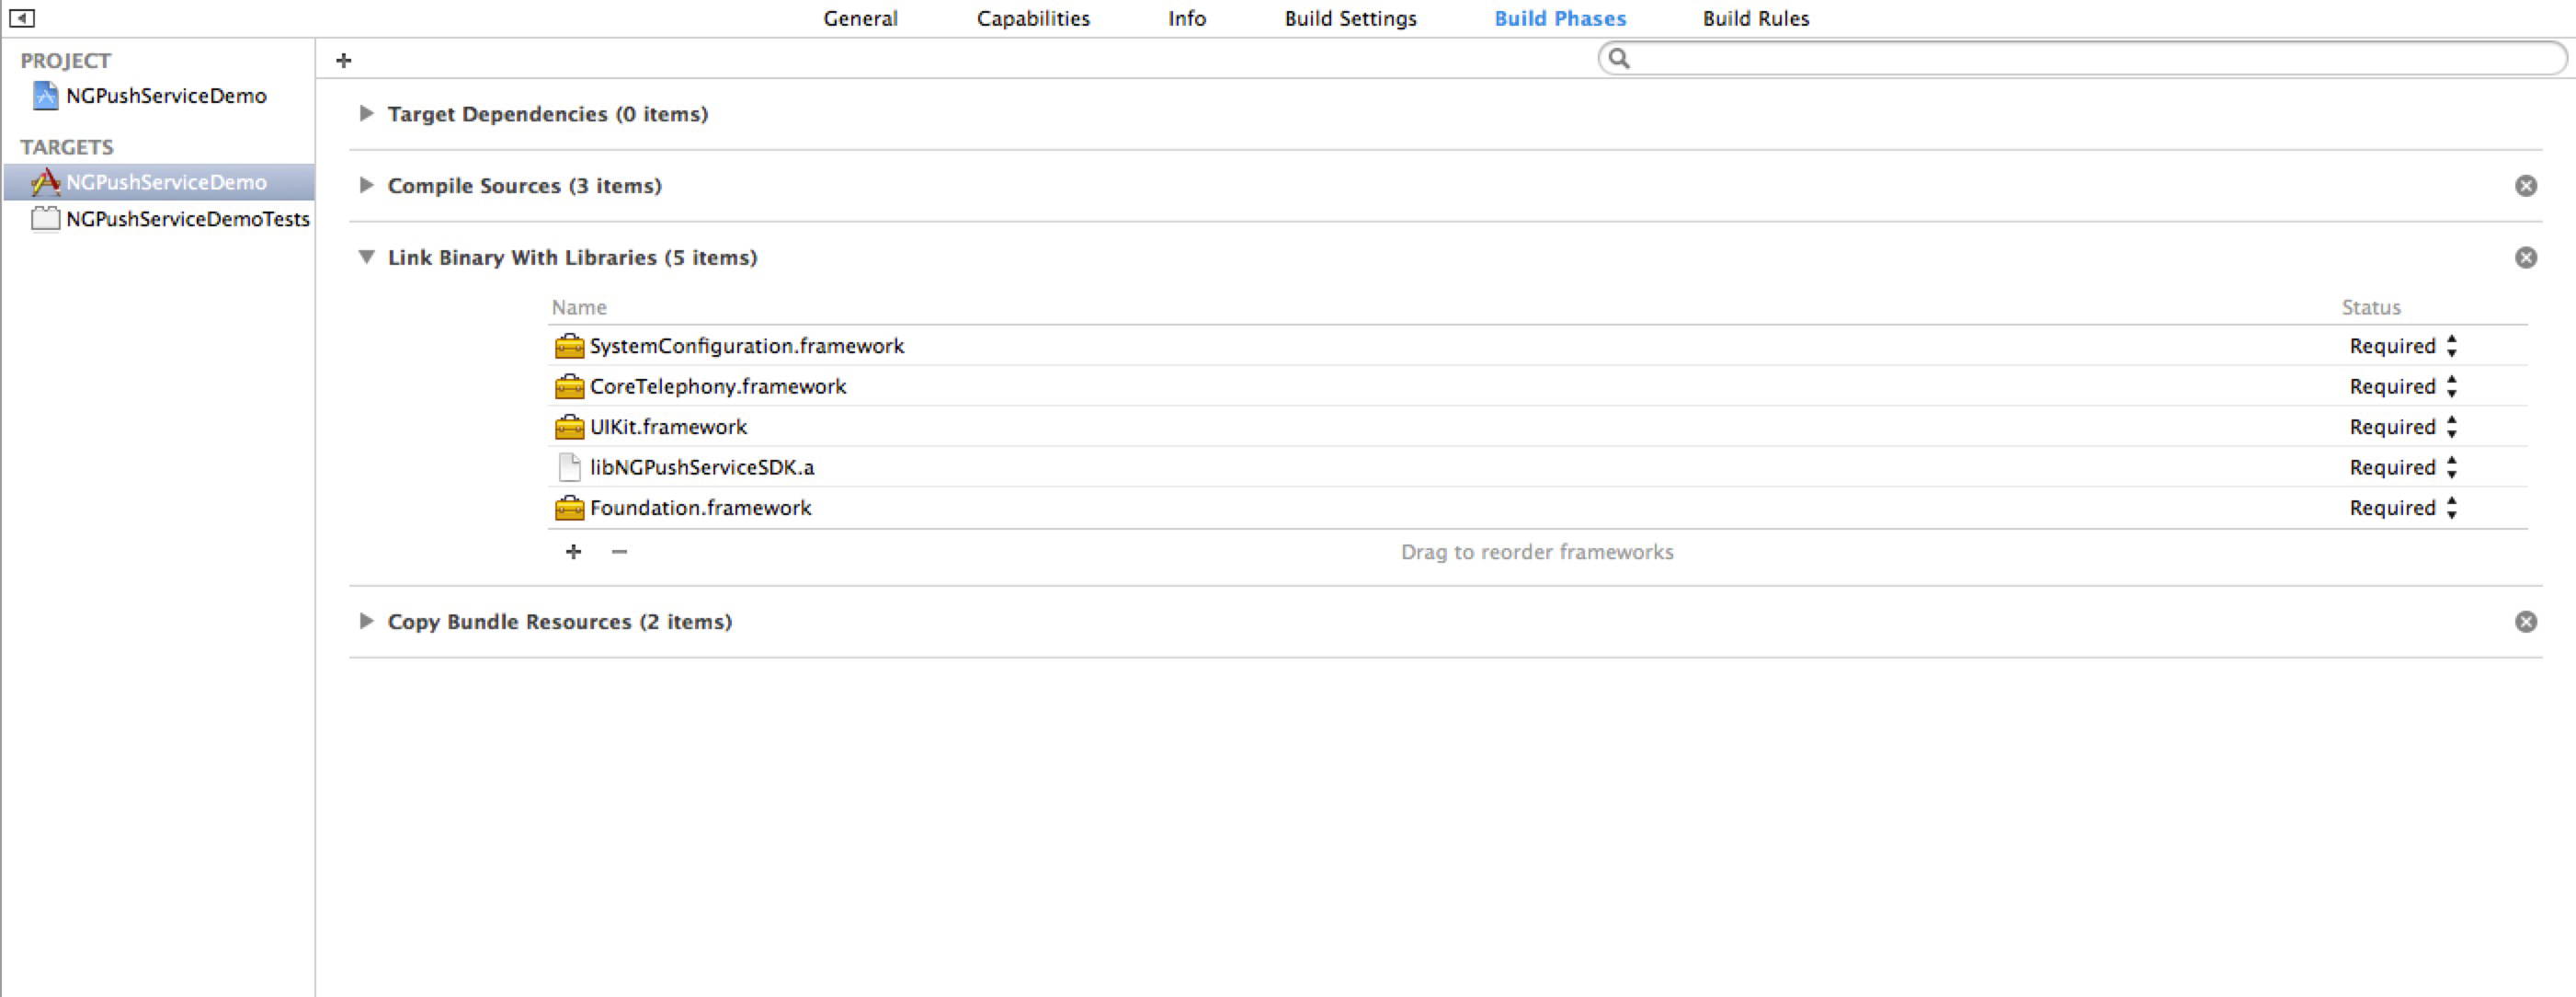 General Capabilities Info Build Settings Build Phases Build Rules
PROJECT
NGPushServiceDemo
TARGETS
NGPushServiceDemo
NGPushServiceDemoTests
Target Dependencies (0 items)
Compile Sources (3 items)
Link Binary With Libraries (5 items)
Name Status
SystemConfiguration.framework Required
CoreTelephony.framework Required
UIKit.framework Required
libNGPushServiceSDK.a Required
Foundation.framework Required
Drag to reorder frameworks
Copy Bundle Resources (2 items)